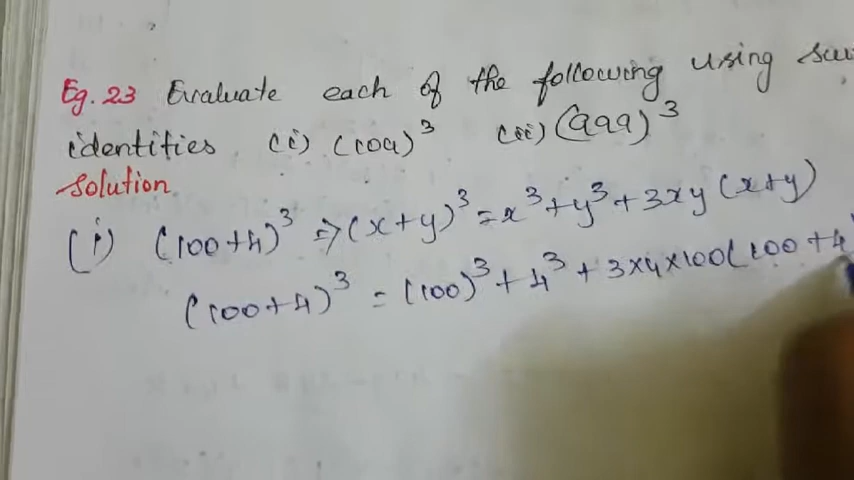 Eg. 23 Evaluate each of the following using
identities (i) (104)³ (ii) (999)³
Solution
(i) (100+4)³ ⇒ (x+y)³ = x³+y³+3xy(x+y)
(100+4)³ = (100)³+4³+3×4×100(100+4